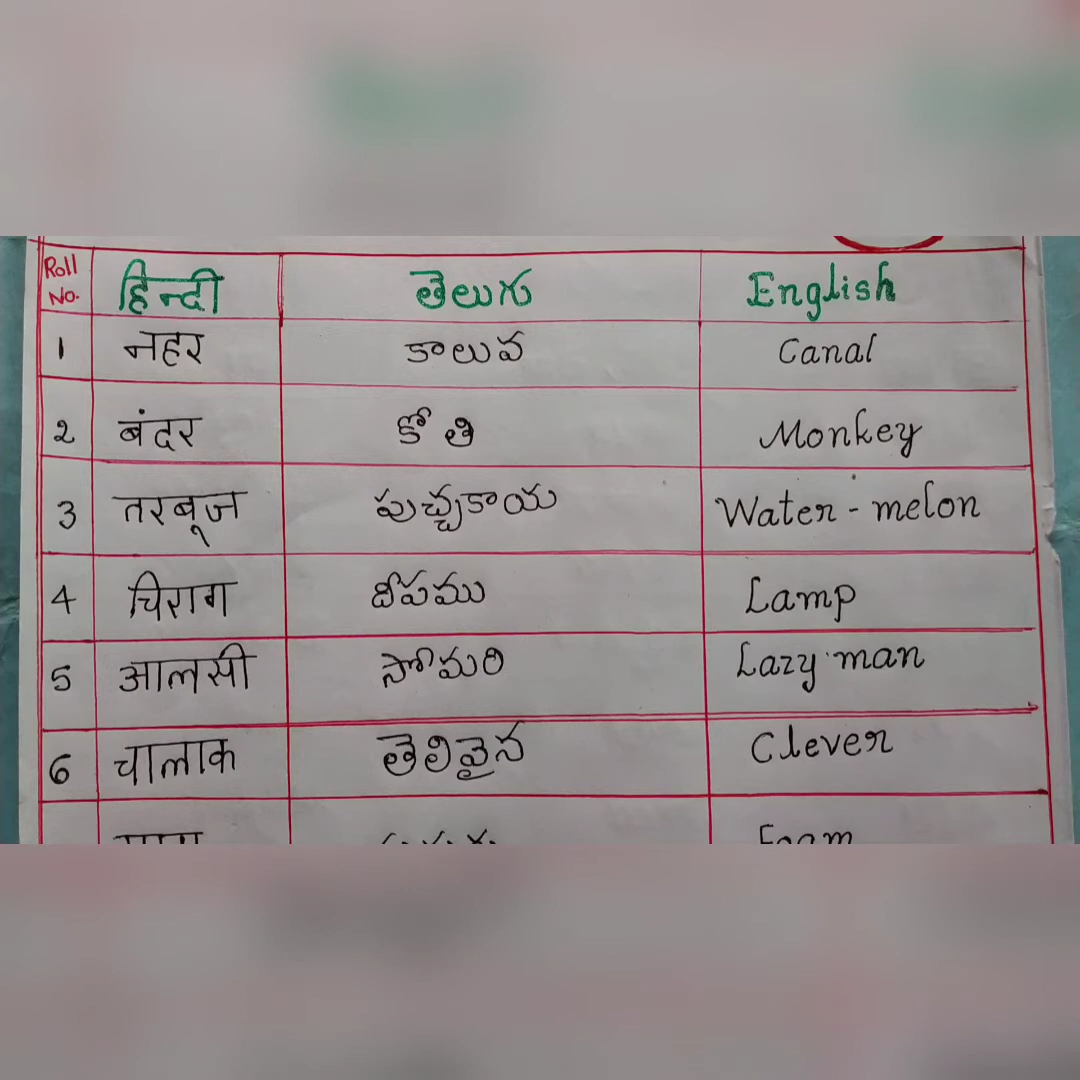 Roll No. हिन्दी తెలుగు English
1 नहर కాలువ Canal
2 बंदर కోతి Monkey
3 तरबूज పుచ్చకాయ Water - melon
4 चिराग దీపము Lamp
5 आलसी సోమరి Lazy man
6 चालाक తెలివైన Clever